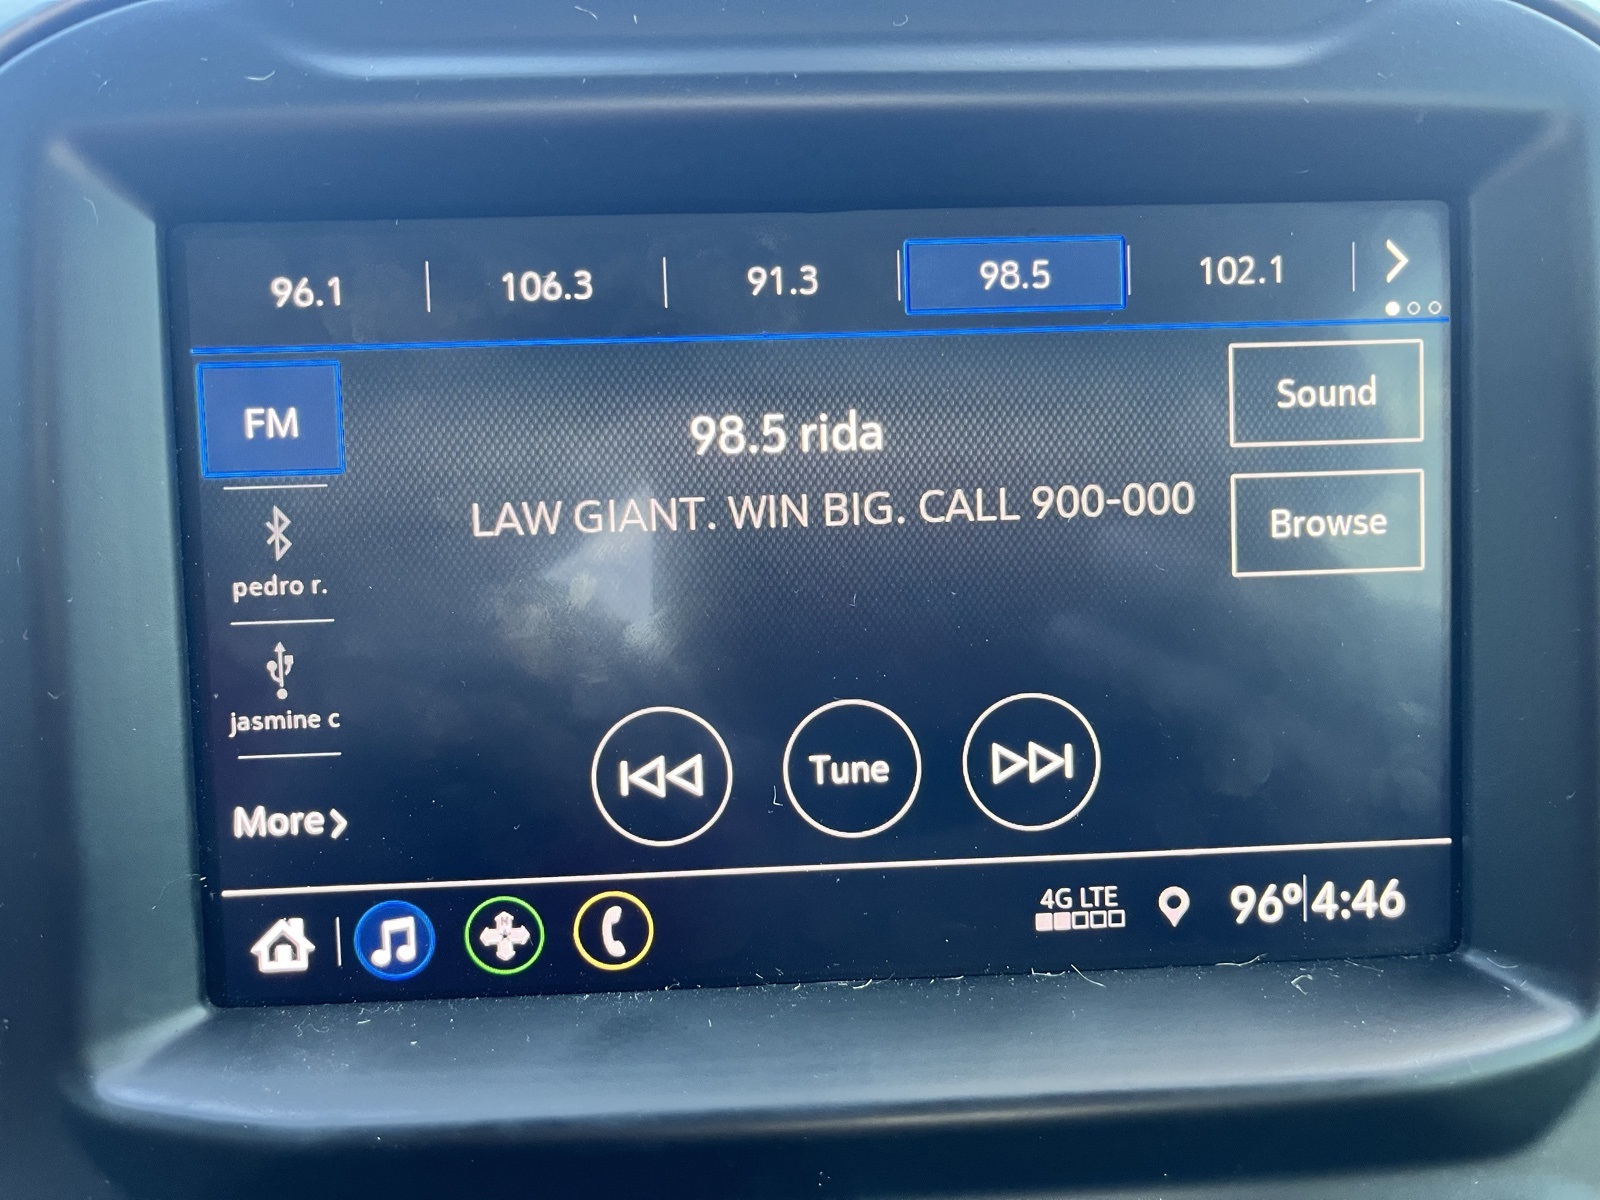 96.1 106.3 91.3 98.5 102.1
FM
98.5 rida
Sound
LAW GIANT. WIN BIG. CALL 900-000
Browse
pedro r.
jasmine c
Tune
More
N
4G LTE
96º 4:46